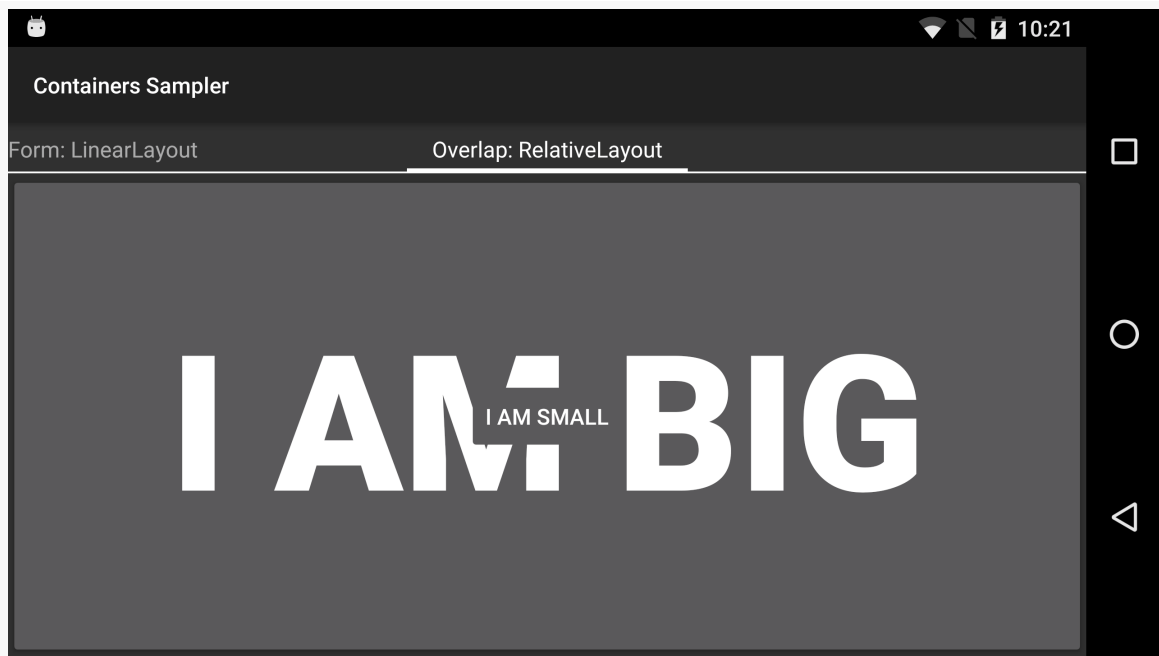 10:21
Containers Sampler
Form: LinearLayout
Overlap: RelativeLayout
I AM BIG
I AM SMALL